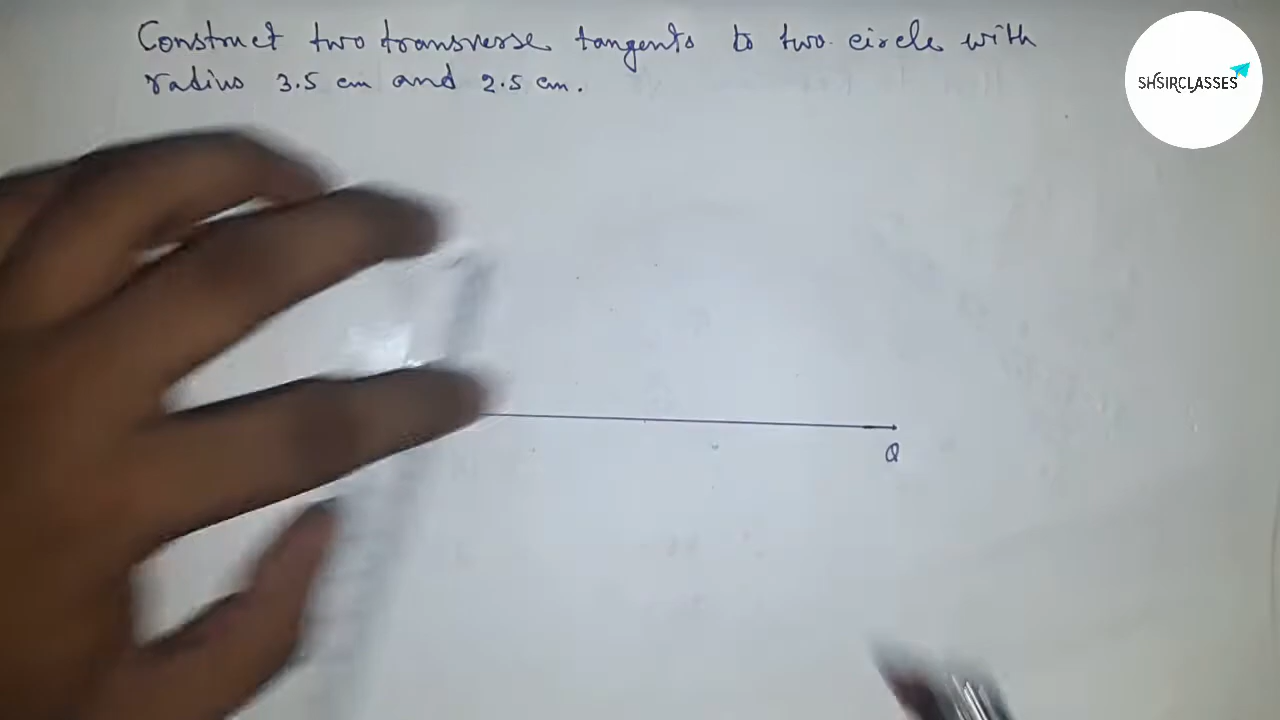 Construct two transverse tangents to two circle with
radius 3.5 cm and 2.5 cm.
SHSIRCLASSES
Q